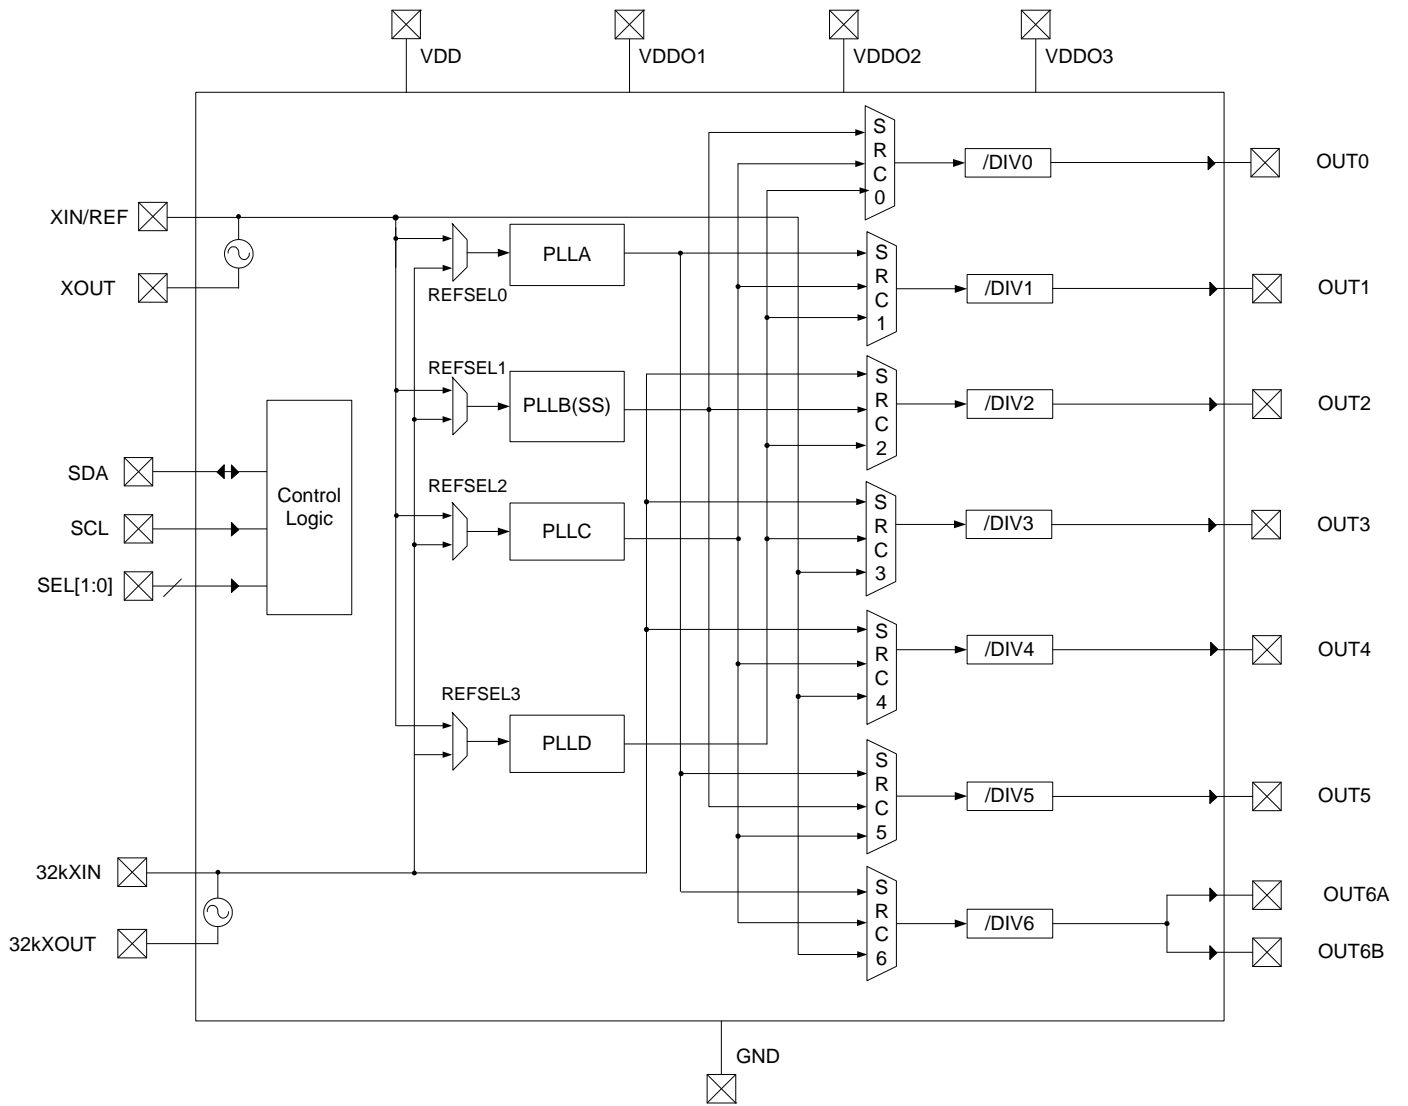 VDD
VDDO1
VDDO2
VDDO3
S
R
C
0
/DIV0
OUT0
XIN/REF
XOUT
REFSEL0
PLLA
S
R
C
1
/DIV1
OUT1
REFSEL1
PLLB(SS)
S
R
C
2
/DIV2
OUT2
SDA
SCL
SEL[1:0]
Control
Logic
REFSEL2
PLLC
S
R
C
3
/DIV3
OUT3
S
R
C
4
/DIV4
OUT4
REFSEL3
PLLD
S
R
C
5
/DIV5
OUT5
32kXIN
32kXOUT
S
R
C
6
/DIV6
OUT6A
OUT6B
GND